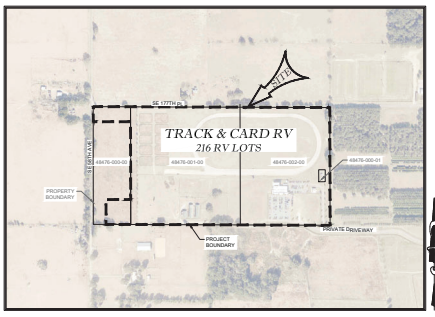 SITE
SE 177TH pl
TRACK & CARD RV
216 RV LOTS
SE 58TH AVE
48476-000-00
48476-001-00
48476-002-00
48476-000-01
PROPERTY
BOUNDARY
PROJECT
BOUNDARY
PRIVATE DRIVEWAY